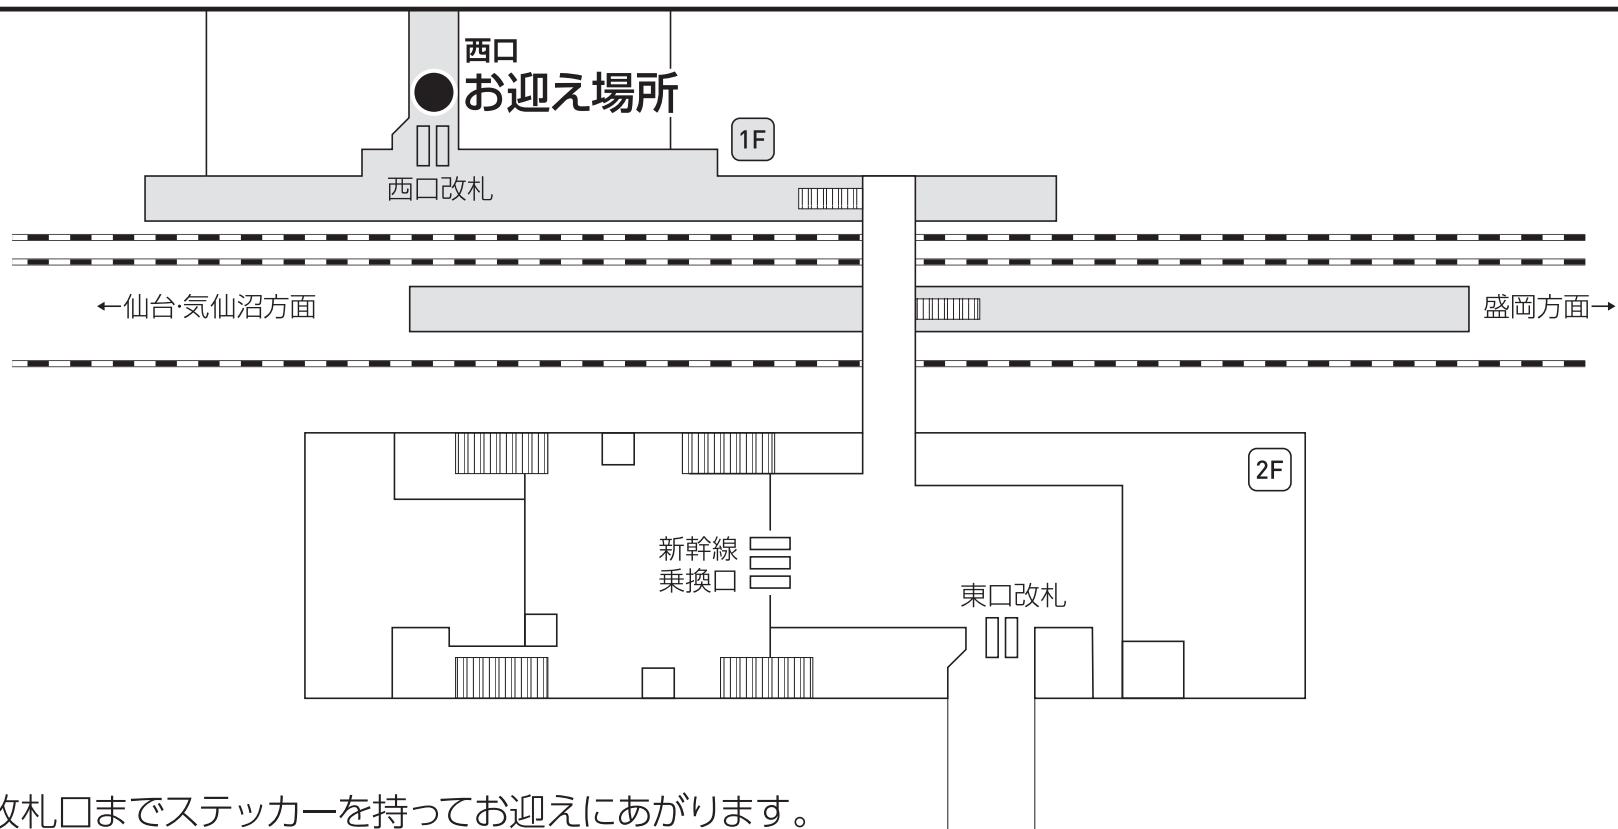 西口
お迎え場所
1F
西口改札
←仙台・気仙沼方面
盛岡方面→
2F
新幹線
乗換口
東口改札
改札口までステッカーを持ってお迎えにあがります。